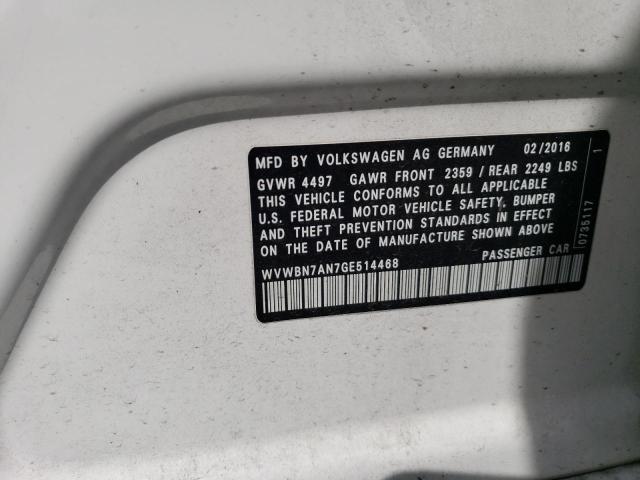 MFD BY VOLKSWAGEN AG GERMANY 02/2016
GVWR 4497 GAWR FRONT 2359 / REAR 2249 LBS
THIS VEHICLE CONFORMS TO ALL APPLICABLE
U.S. FEDERAL MOTOR VEHICLE SAFETY, BUMPER
AND THEFT PREVENTION STANDARDS IN EFFECT
ON THE DATE OF MANUFACTURE SHOWN ABOVE
WVWBN7AN7GE514468 PASSENGER CAR
0735117 1